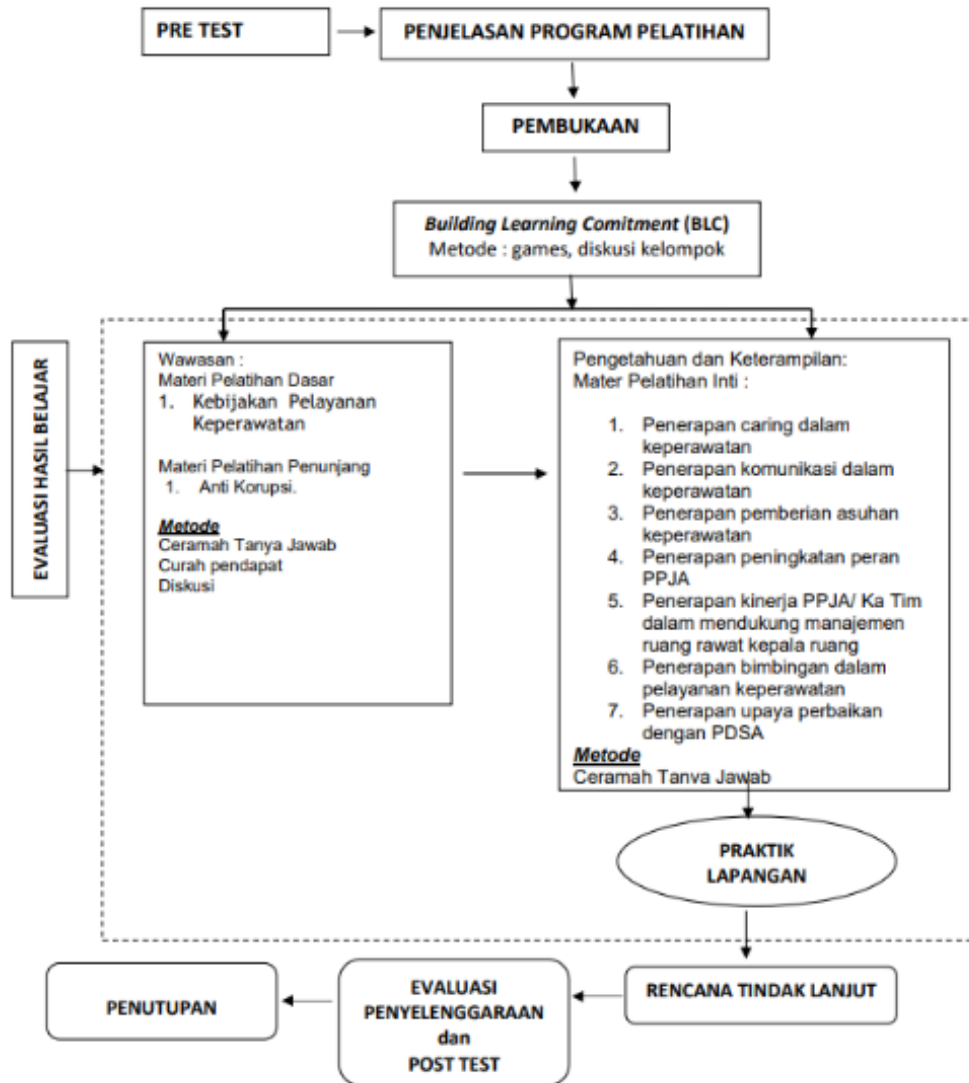 PRE TEST
PENJELASAN PROGRAM PELATIHAN
PEMBUKAAN
Building Learning Comitment (BLC)
Metode : games, diskusi kelompok
EVALUASI HASIL BELAJAR
Wawasan :
Materi Pelatihan Dasar
1. Kebijakan Pelayanan
Keperawatan
Materi Pelatihan Penunjang
1. Anti Korupsi.
Metode
Ceramah Tanya Jawab
Curah pendapat
Diskusi
Pengetahuan dan Keterampilan:
Mater Pelatihan Inti :
1. Penerapan caring dalam
keperawatan
2. Penerapan komunikasi dalam
keperawatan
3. Penerapan pemberian asuhan
keperawatan
4. Penerapan peningkatan peran
PPJA
5. Penerapan kinerja PPJA/ Ka Tim
dalam mendukung manajemen
ruang rawat kepala ruang
6. Penerapan bimbingan dalam
pelayanan keperawatan
7. Penerapan upaya perbaikan
dengan PDSA
Metode
Ceramah Tanya Jawab
PRAKTIK
LAPANGAN
RENCANA TINDAK LANJUT
EVALUASI
PENYELENGGARAAN
dan
POST TEST
PENUTUPAN